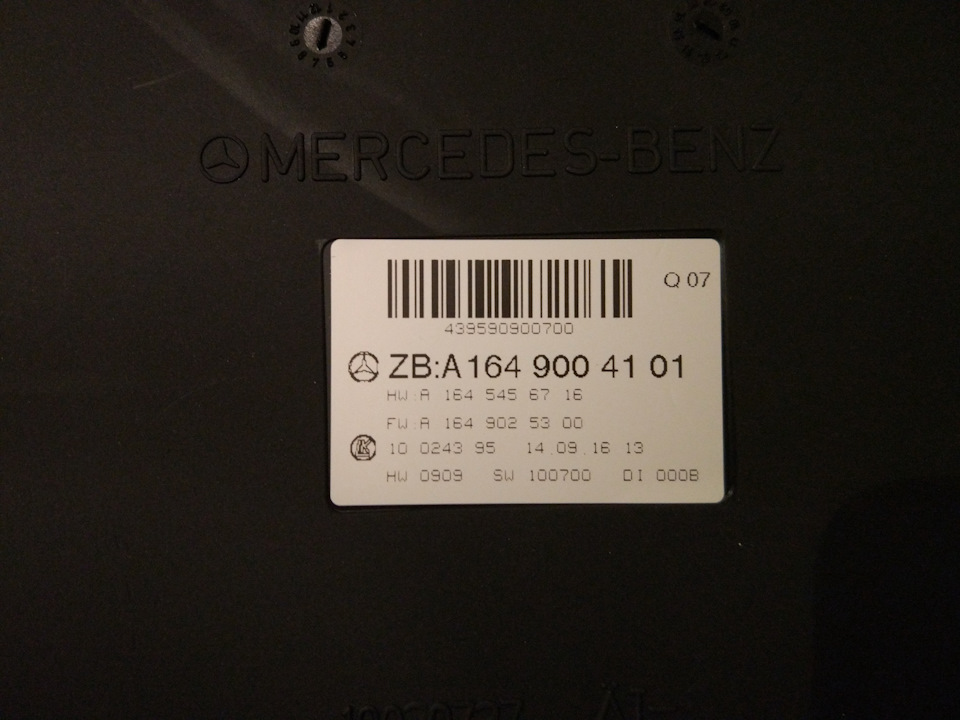 MERCEDES-BENZ
Q 07
439590900700
ZB:A 164 900 41 01
HW:A 164 545 67 16
FW:A 164 902 53 00
10 0243 95 14.09.16 13
HW 0909 SW 100700 DI 000B